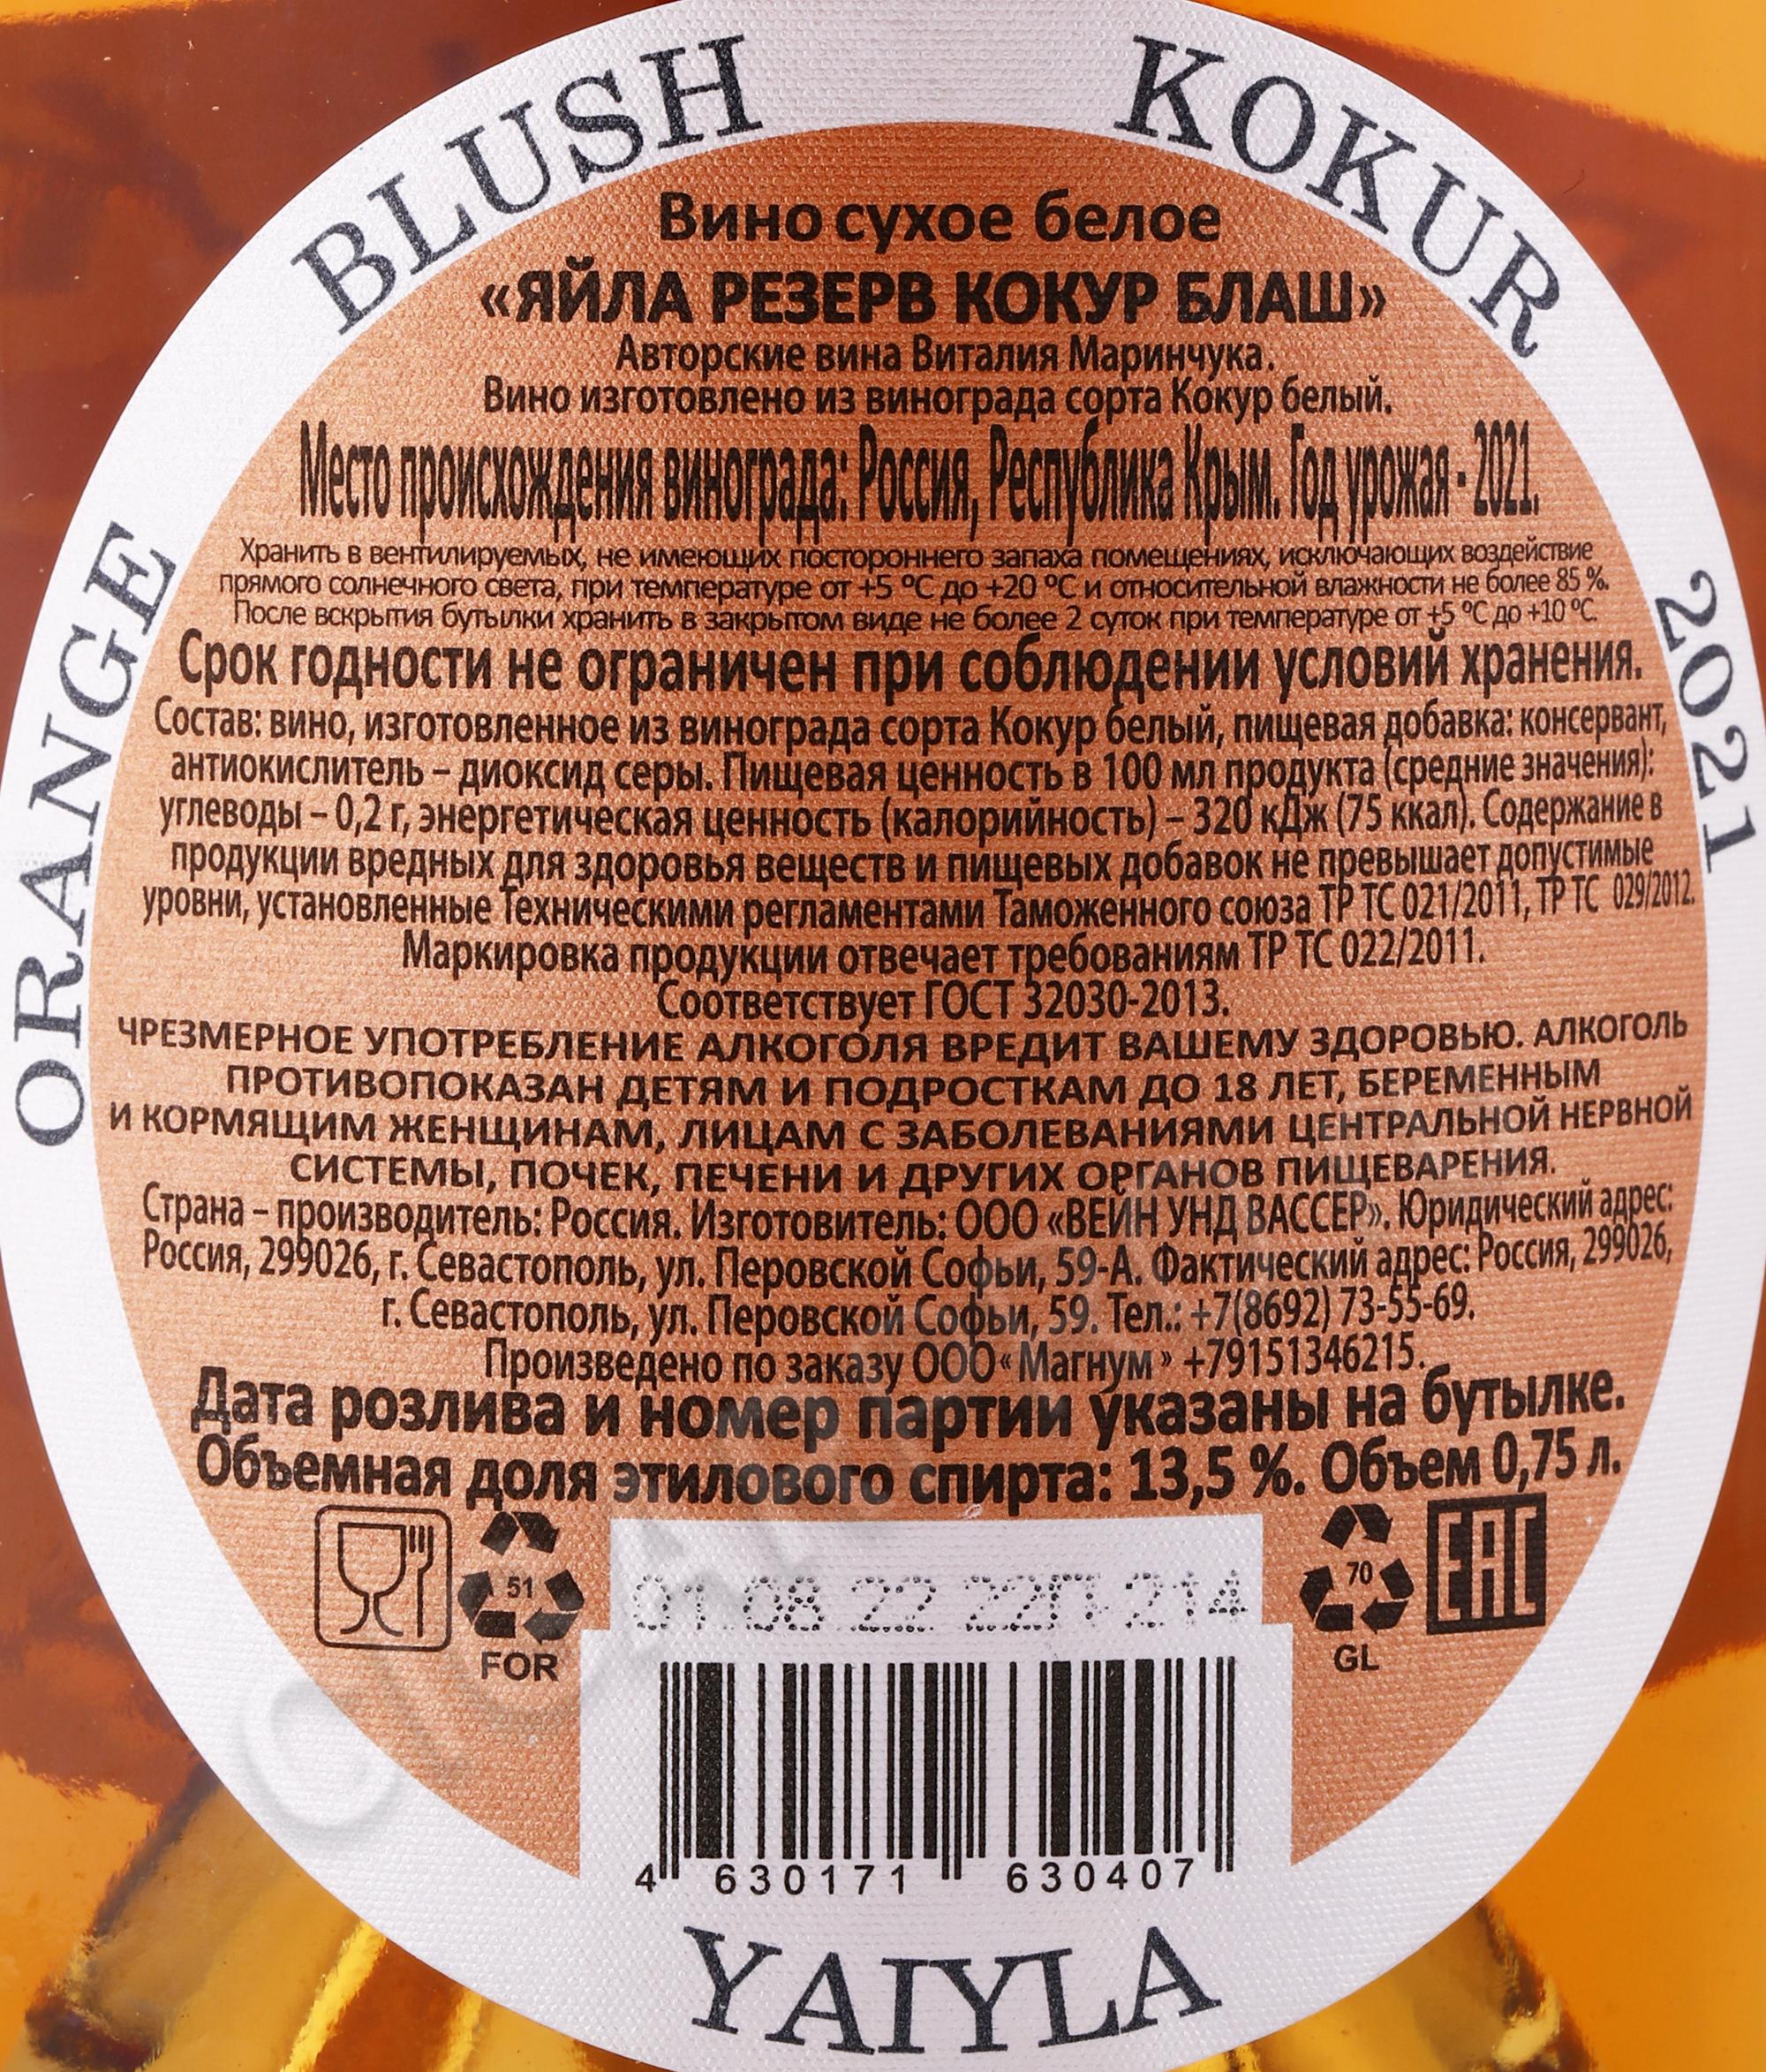 ORANGE BLUSH KOKUR 2021
Вино сухое белое
«ЯЙЛА РЕЗЕРВ КОКУР БЛАШ»
Авторские вина Виталия Маринчука.
Вино изготовлено из винограда сорта Кокур белый.
Место происхождения винограда: Россия, Республика Крым. Год урожая - 2021.
Хранить в вентилируемых, не имеющих постороннего запаха помещениях, исключающих воздействие
прямого солнечного света, при температуре от +5 °С до +20 °С и относительной влажности не более 85 %.
После вскрытия бутылки хранить в закрытом виде не более 2 суток при температуре от +5 °С до +10 °С.
Срок годности не ограничен при соблюдении условий хранения.
Состав: вино, изготовленное из винограда сорта Кокур белый, пищевая добавка: консервант,
антиокислитель – диоксид серы. Пищевая ценность в 100 мл продукта (средние значения):
углеводы – 0,2 г, энергетическая ценность (калорийность) – 320 кДж (75 ккал). Содержание в
продукции вредных для здоровья веществ и пищевых добавок не превышает допустимые
уровни, установленные Техническими регламентами Таможенного союза ТР ТС 021/2011, ТР ТС 029/2012.
Маркировка продукции отвечает требованиям ТР ТС 022/2011.
Соответствует ГОСТ 32030-2013.
ЧРЕЗМЕРНОЕ УПОТРЕБЛЕНИЕ АЛКОГОЛЯ ВРЕДИТ ВАШЕМУ ЗДОРОВЬЮ. АЛКОГОЛЬ
ПРОТИВОПОКАЗАН ДЕТЯМ И ПОДРОСТКАМ ДО 18 ЛЕТ, БЕРЕМЕННЫМ
И КОРМЯЩИМ ЖЕНЩИНАМ, ЛИЦАМ С ЗАБОЛЕВАНИЯМИ ЦЕНТРАЛЬНОЙ НЕРВНОЙ
СИСТЕМЫ, ПОЧЕК, ПЕЧЕНИ И ДРУГИХ ОРГАНОВ ПИЩЕВАРЕНИЯ.
Страна – производитель: Россия. Изготовитель: ООО «ВЕЙН УНД ВАССЕР». Юридический адрес:
Россия, 299026, г. Севастополь, ул. Перовской Софьи, 59-А. Фактический адрес: Россия, 299026,
г. Севастополь, ул. Перовской Софьи, 59. Тел.: +7(8692) 73-55-69.
Произведено по заказу ООО «Магнум» +79151346215.
Дата розлива и номер партии указаны на бутылке.
Объемная доля этилового спирта: 13,5 %. Объем 0,75 л.
51
FOR
01.08.22 22П-214
70
GL
EAC
4 630171 630407
YAIYLA